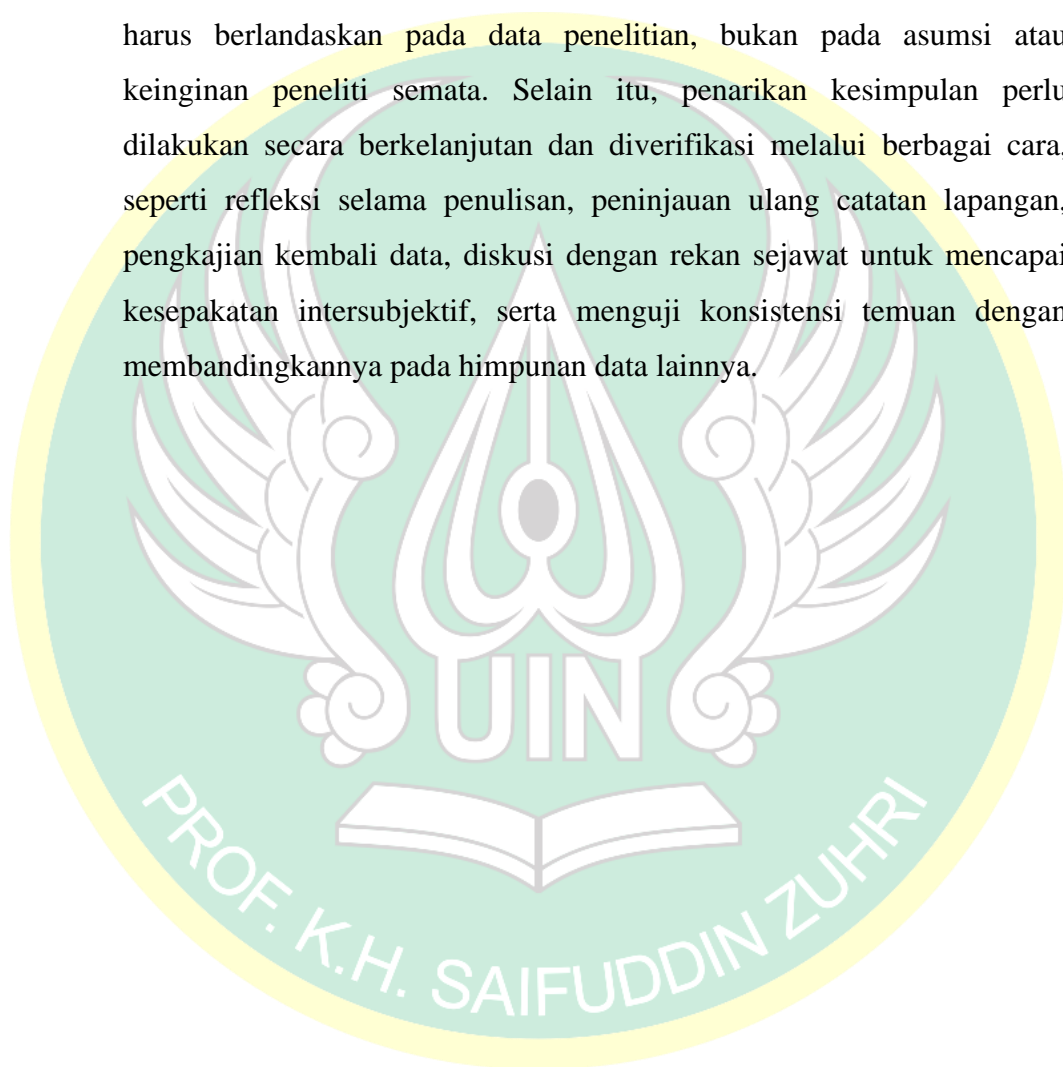 harus berlandaskan pada data penelitian, bukan pada asumsi atau
keinginan peneliti semata. Selain itu, penarikan kesimpulan perlu
dilakukan secara berkelanjutan dan diverifikasi melalui berbagai cara,
seperti refleksi selama penulisan, peninjauan ulang catatan lapangan,
pengkajian kembali data, diskusi dengan rekan sejawat untuk mencapai
kesepakatan intersubjektif, serta menguji konsistensi temuan dengan
membandingkannya pada himpunan data lainnya.
UIN
PROF. K.H. SAIFUDDIN ZUHRI